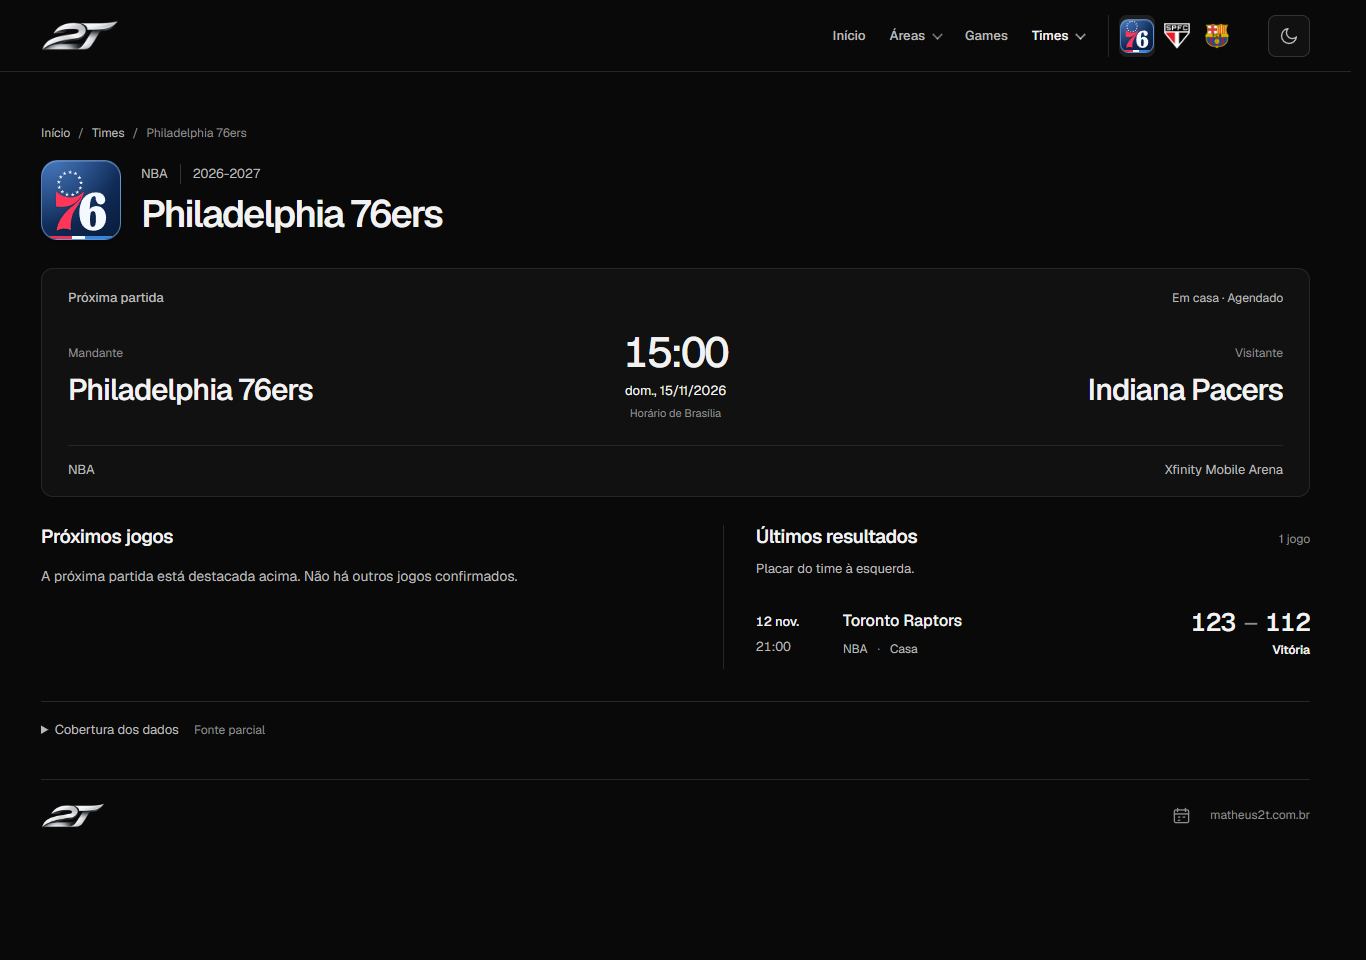 2T
Início
Áreas
Games
Times
76
SPFC
Início / Times / Philadelphia 76ers
76
NBA
2026-2027
Philadelphia 76ers
Próxima partida
Em casa · Agendado
Mandante
Philadelphia 76ers
15:00
dom., 15/11/2026
Horário de Brasília
Visitante
Indiana Pacers
NBA
Xfinity Mobile Arena
Próximos jogos
A próxima partida está destacada acima. Não há outros jogos confirmados.
Últimos resultados
1 jogo
Placar do time à esquerda.
12 nov.
21:00
Toronto Raptors
NBA · Casa
123 – 112
Vitória
Cobertura dos dados
Fonte parcial
2T
matheus2t.com.br